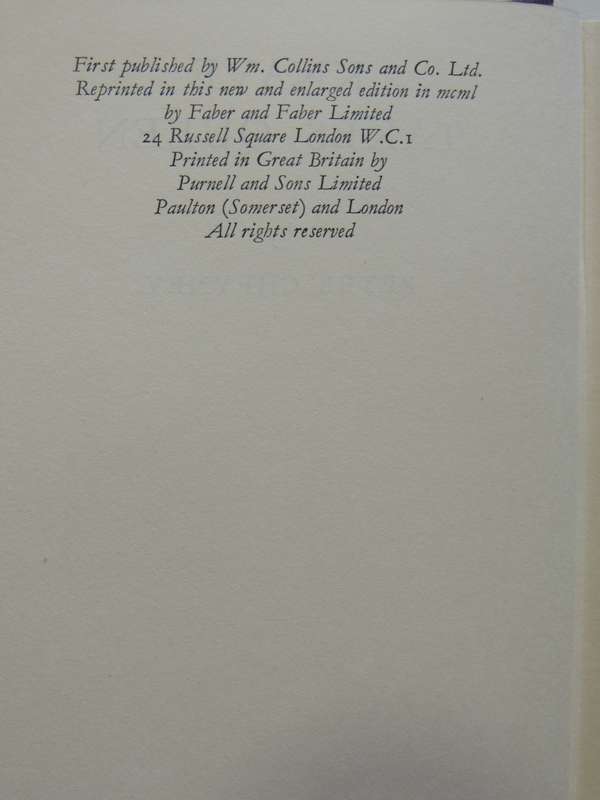 First published by Wm. Collins Sons and Co. Ltd.
Reprinted in this new and enlarged edition in mcml
by Faber and Faber Limited
24 Russell Square London W.C.1
Printed in Great Britain by
Purnell and Sons Limited
Paulton (Somerset) and London
All rights reserved